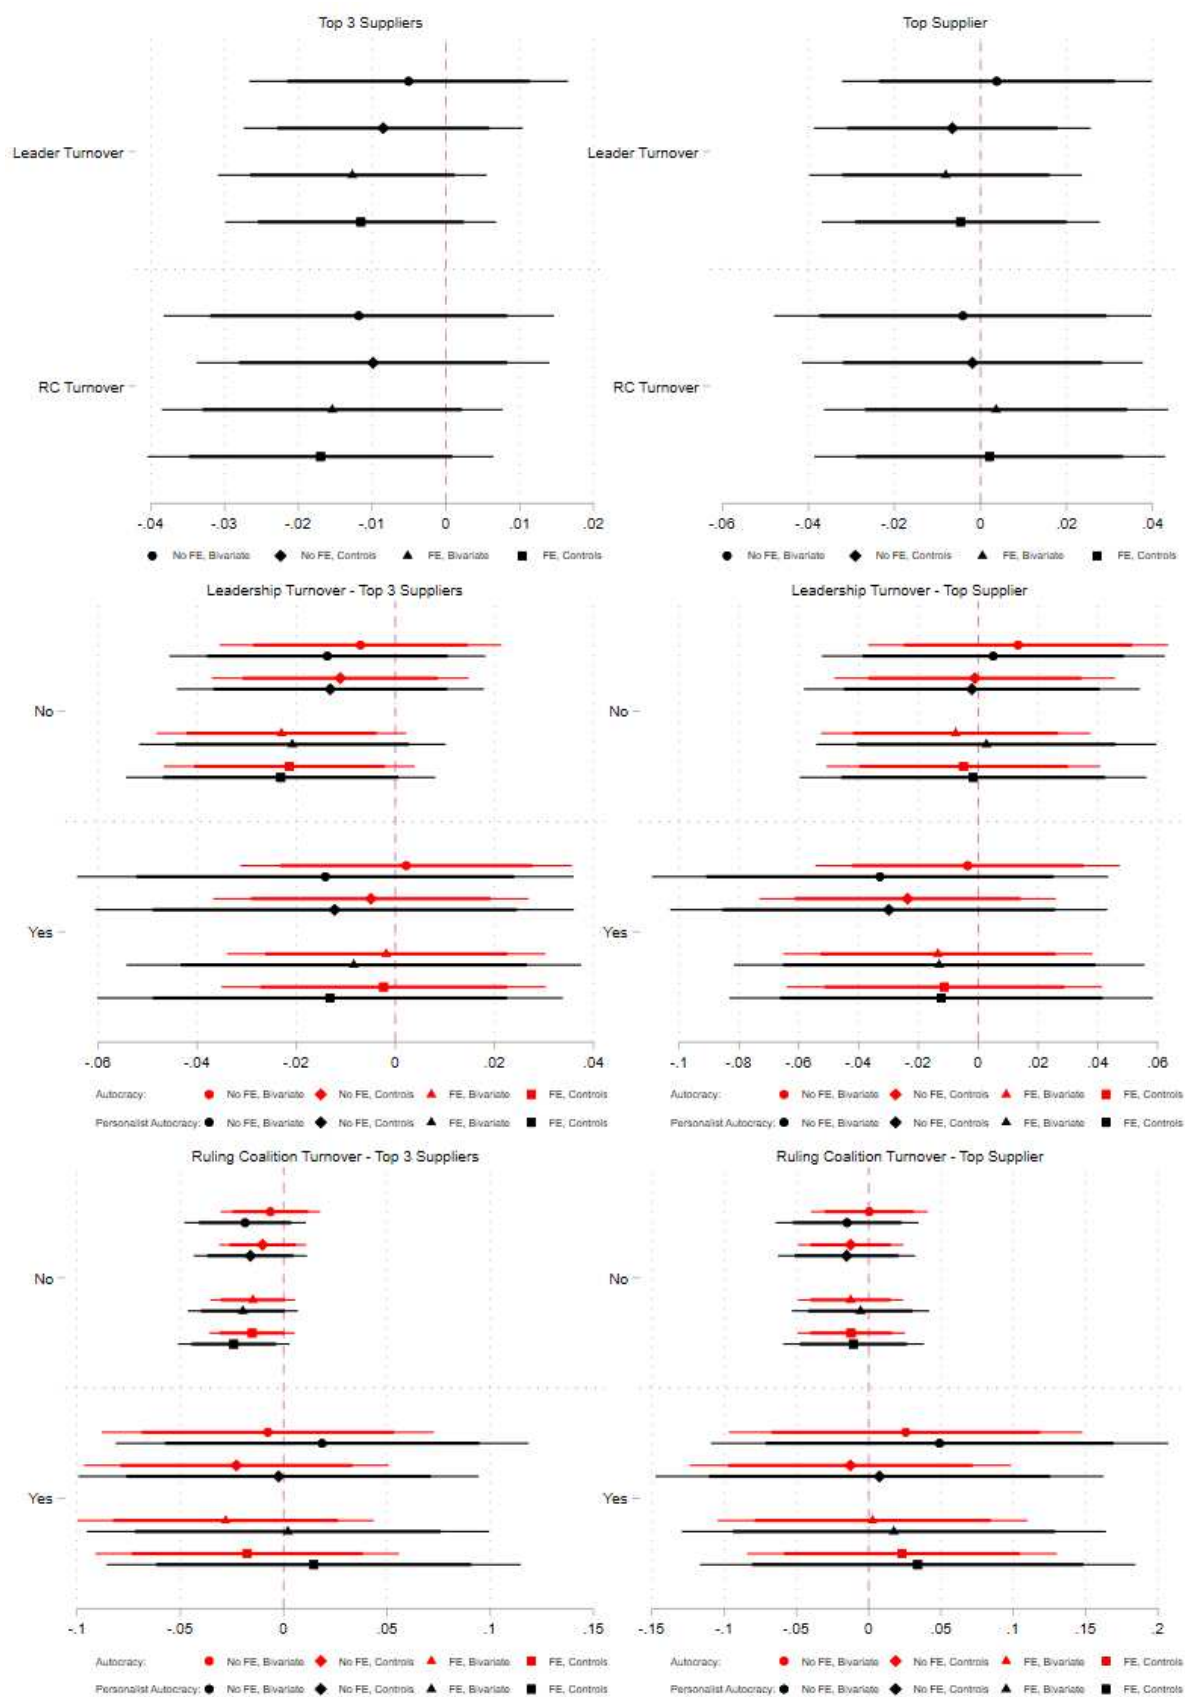 Top 3 Suppliers
Top Supplier
Leader Turnover
Leader Turnover
RC Turnover
RC Turnover
-.04 -.03 -.02 -.01 0 .01 .02
-.06 -.04 -.02 0 .02 .04
No FE, Bivariate No FE, Controls FE, Bivariate FE, Controls
No FE, Bivariate No FE, Controls FE, Bivariate FE, Controls
Leadership Turnover - Top 3 Suppliers
Leadership Turnover - Top Supplier
No
No
Yes
Yes
-.06 -.04 -.02 0 .02 .04
-.1 -.08 -.06 -.04 -.02 0 .02 .04 .06
Autocracy: No FE, Bivariate No FE, Controls FE, Bivariate FE, Controls
Personalist Autocracy: No FE, Bivariate No FE, Controls FE, Bivariate FE, Controls
Autocracy: No FE, Bivariate No FE, Controls FE, Bivariate FE, Controls
Personalist Autocracy: No FE, Bivariate No FE, Controls FE, Bivariate FE, Controls
Ruling Coalition Turnover - Top 3 Suppliers
Ruling Coalition Turnover - Top Supplier
No
No
Yes
Yes
-.1 -.05 0 .05 .1 .15
-.15 -.1 -.05 0 .05 .1 .15 .2
Autocracy: No FE, Bivariate No FE, Controls FE, Bivariate FE, Controls
Personalist Autocracy: No FE, Bivariate No FE, Controls FE, Bivariate FE, Controls
Autocracy: No FE, Bivariate No FE, Controls FE, Bivariate FE, Controls
Personalist Autocracy: No FE, Bivariate No FE, Controls FE, Bivariate FE, Controls